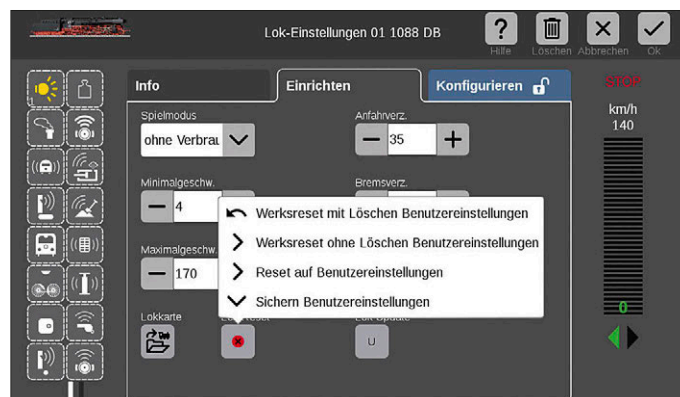 Lok-Einstellungen 01 1088 DB
Hilfe
Löschen
Abbrechen
Ok
Info
Einrichten
Konfigurieren
STOP
Spielmodus
Anfahrverz.
km/h
140
ohne Verbrau
35
Minimalgeschw.
Bremsverz.
4
Werksreset mit Löschen Benutzereinstellungen
Werksreset ohne Löschen Benutzereinstellungen
Maximalgeschw.
170
Reset auf Benutzereinstellungen
Sichern Benutzereinstellungen
0
Lokkarte
U